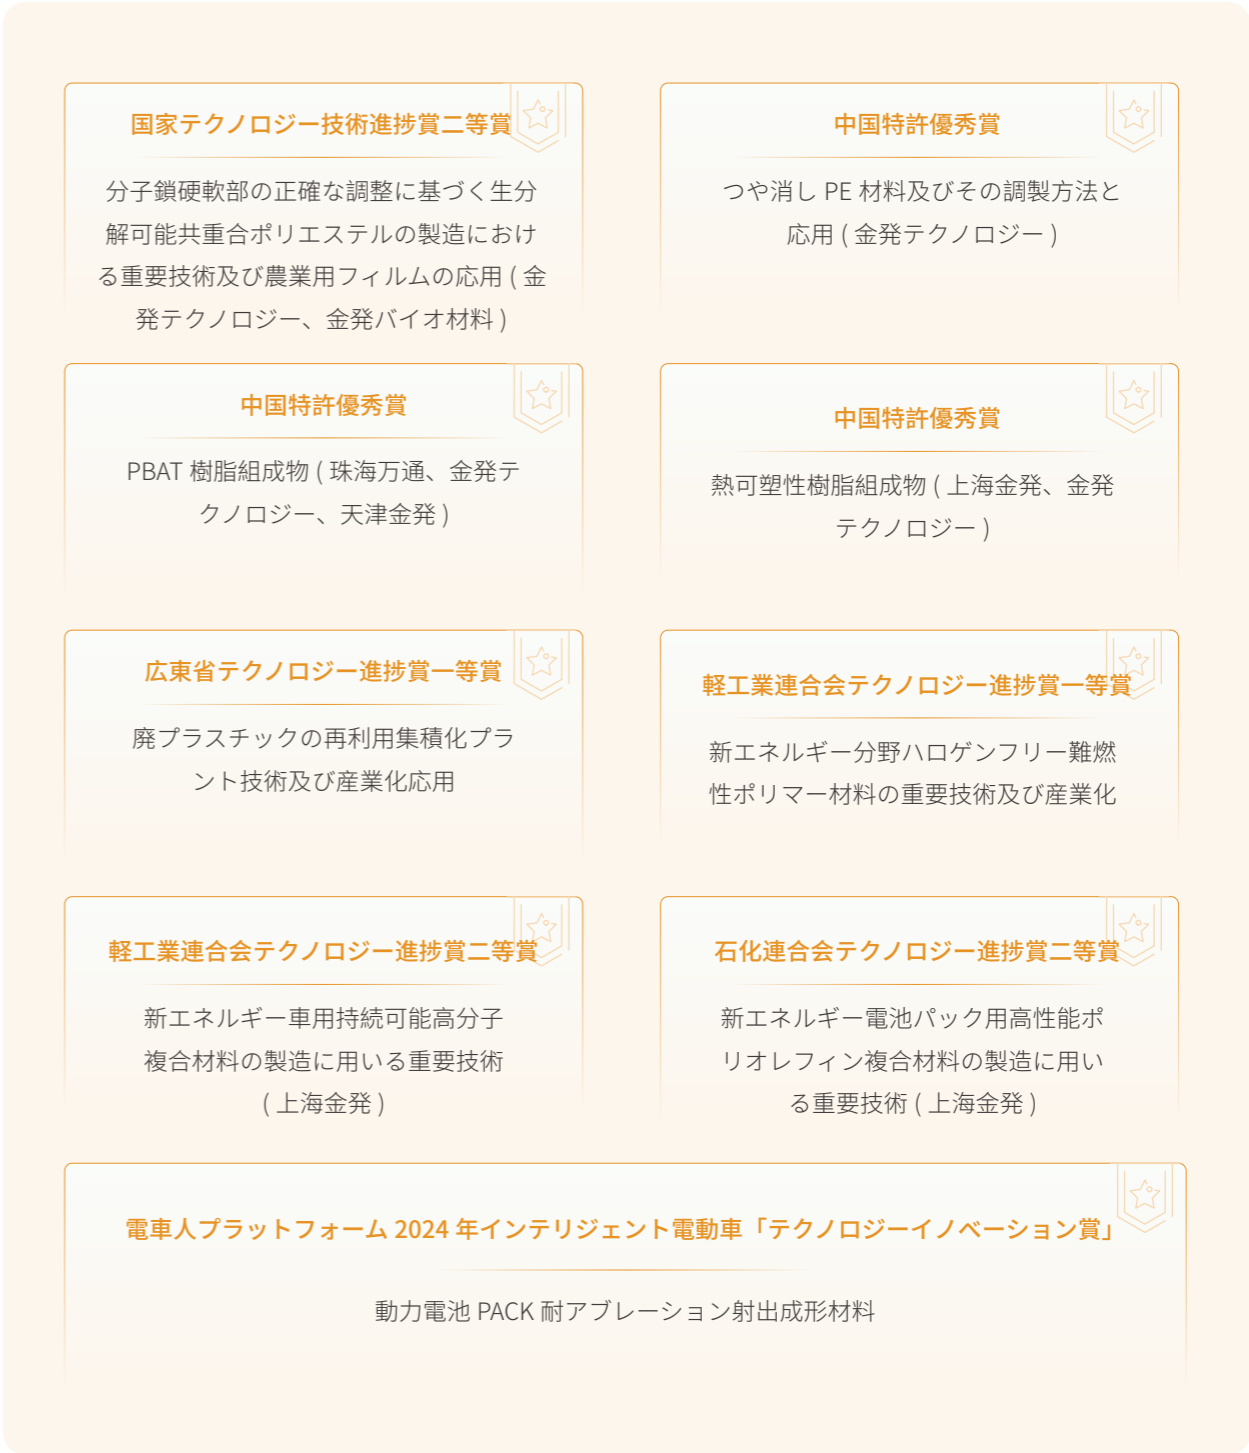 国家テクノロジー技術進捗賞二等賞
分子鎖硬軟部の正確な調整に基づく生分
解可能共重合ポリエステルの製造におけ
る重要技術及び農業用フィルムの応用 ( 金
発テクノロジー、金発バイオ材料 )
中国特許優秀賞
つや消し PE 材料及びその調製方法と
応用 ( 金発テクノロジー )
中国特許優秀賞
PBAT 樹脂組成物 ( 珠海万通、金発テ
クノロジー、天津金発 )
中国特許優秀賞
熱可塑性樹脂組成物 ( 上海金発、金発
テクノロジー )
広東省テクノロジー進捗賞一等賞
廃プラスチックの再利用集積化プラ
ント技術及び産業化応用
軽工業連合会テクノロジー進捗賞一等賞
新エネルギー分野ハロゲンフリー難燃
性ポリマー材料の重要技術及び産業化
軽工業連合会テクノロジー進捗賞二等賞
新エネルギー車用持続可能高分子
複合材料の製造に用いる重要技術
( 上海金発 )
石化連合会テクノロジー進捗賞二等賞
新エネルギー電池パック用高性能ポ
リオレフィン複合材料の製造に用い
る重要技術 ( 上海金発 )
電車人プラットフォーム 2024 年インテリジェント電動車「テクノロジーイノベーション賞」
動力電池 PACK 耐アブレーション射出成形材料